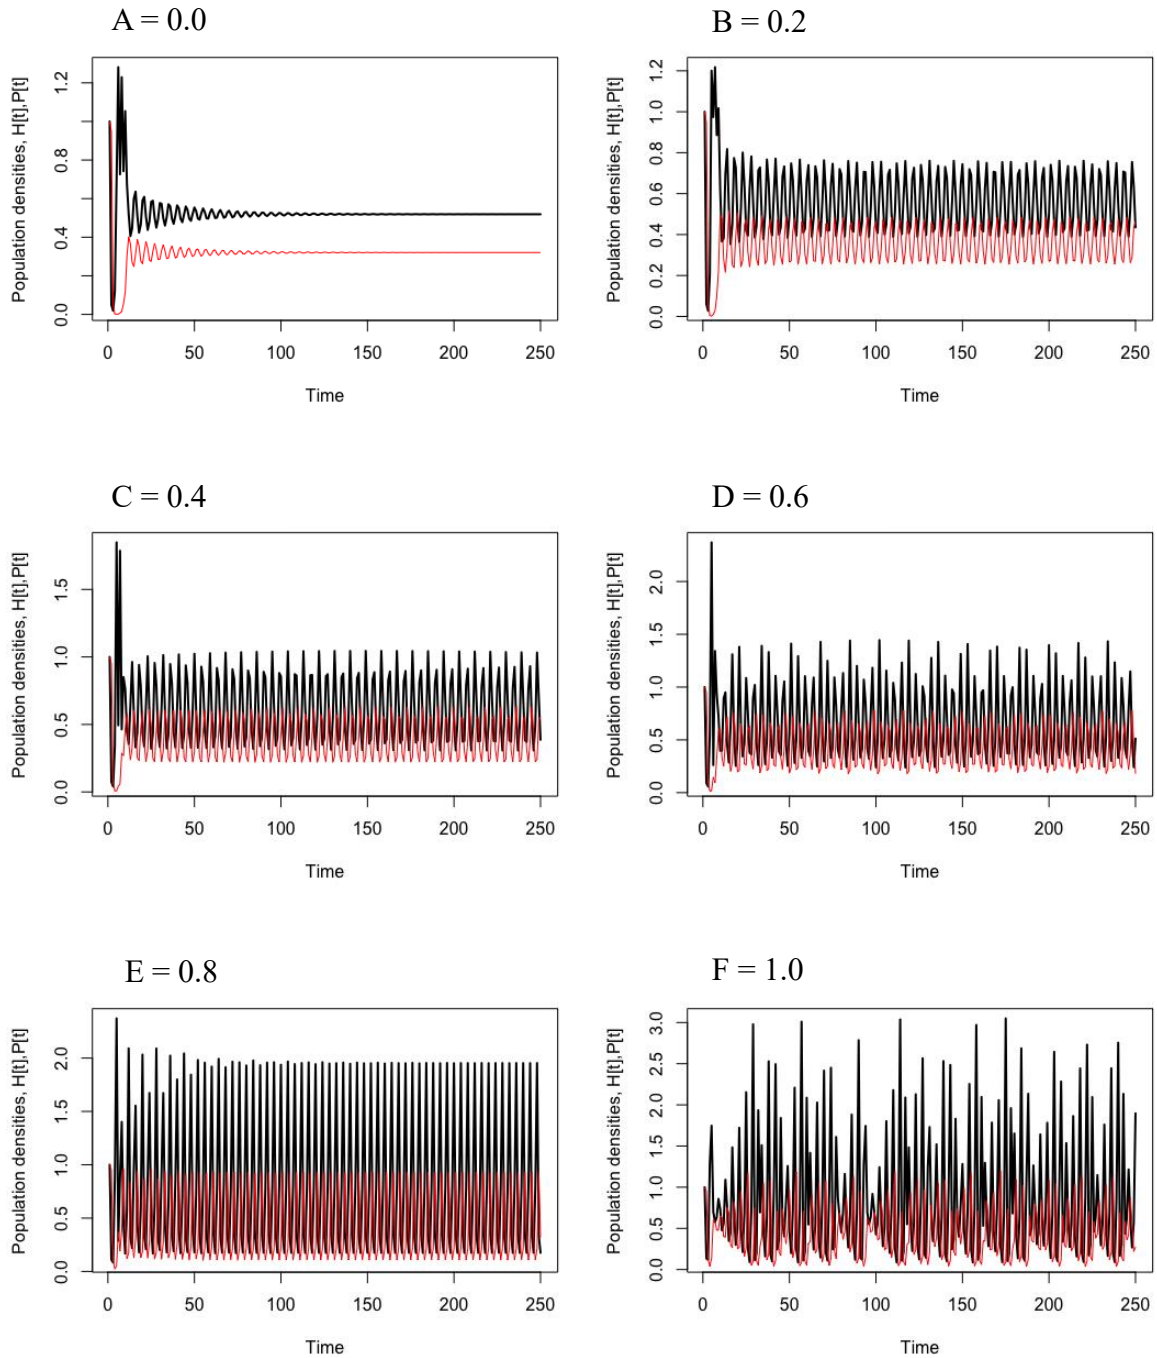 A = 0.0
B = 0.2
Population densities, H[t],P[t]
0.0 0.4 0.8 1.2
0 50 100 150 200 250
Time
Population densities, H[t],P[t]
0.0 0.2 0.4 0.6 0.8 1.0 1.2
0 50 100 150 200 250
Time
C = 0.4
D = 0.6
Population densities, H[t],P[t]
0.0 0.5 1.0 1.5
0 50 100 150 200 250
Time
Population densities, H[t],P[t]
0.0 0.5 1.0 1.5 2.0
0 50 100 150 200 250
Time
E = 0.8
F = 1.0
Population densities, H[t],P[t]
0.0 0.5 1.0 1.5 2.0
0 50 100 150 200 250
Time
Population densities, H[t],P[t]
0.0 0.5 1.0 1.5 2.0 2.5 3.0
0 50 100 150 200 250
Time